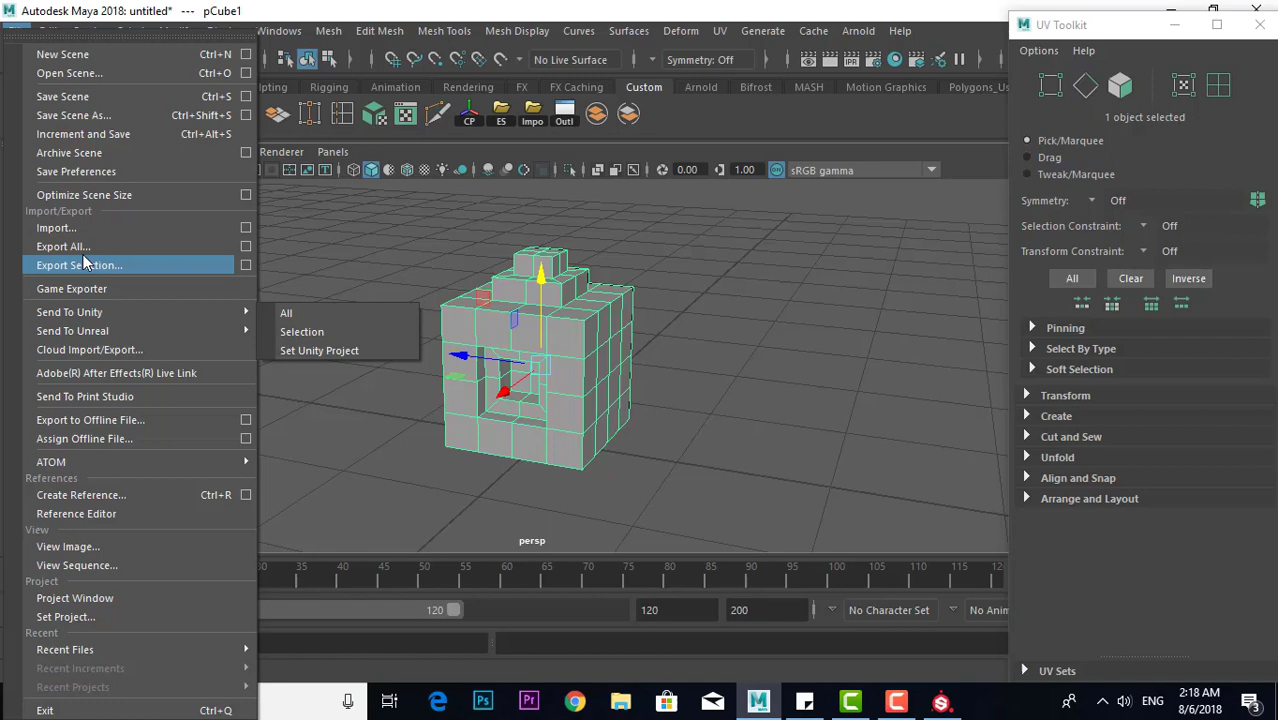 Autodesk Maya 2018: untitled* --- pCube1
Windows Mesh Edit Mesh Mesh Tools Mesh Display Curves Surfaces Deform UV Generate Cache Arnold Help
No Live Surface Symmetry: Off
Rigging Animation Rendering FX FX Caching Custom Arnold Bifrost MASH Motion Graphics
CP ES Impo Outl
Renderer Panels
0.00 1.00 sRGB gamma
New Scene Ctrl+N
Open Scene... Ctrl+O
Save Scene Ctrl+S
Save Scene As... Ctrl+Shift+S
Increment and Save Ctrl+Alt+S
Archive Scene
Save Preferences
Optimize Scene Size
Import/Export
Import...
Export All...
Export Selection...
Game Exporter
Send To Unity
Send To Unreal
Cloud Import/Export...
Adobe(R) After Effects(R) Live Link
Send To Print Studio
Export to Offline File...
Assign Offline File...
ATOM
References
Create Reference... Ctrl+R
Reference Editor
View
View Image...
View Sequence...
Project
Project Window
Set Project...
Recent
Recent Files
Recent Increments
Recent Projects
Exit Ctrl+Q
All
Selection
Set Unity Project
persp
30 35 40 45 50 55 60 65 70 75 80 85 90 95 100 105 110 115
120 120 200 No Character Set
UV Toolkit
Options Help
1 object selected
Pick/Marquee
Drag
Tweak/Marquee
Symmetry: Off
Selection Constraint: Off
Transform Constraint: Off
All Clear Inverse
Pinning
Select By Type
Soft Selection
Transform
Create
Cut and Sew
Unfold
Align and Snap
Arrange and Layout
UV Sets
Ps Pr M ENG 2:18 AM
8/6/2018
3